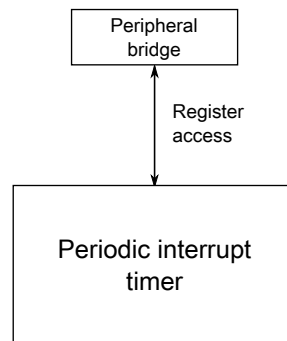 Peripheral
bridge
Register
access
Periodic interrupt
timer